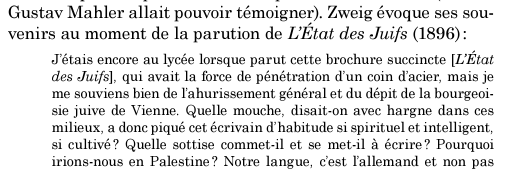 Gustav Mahler allait pouvoir témoigner). Zweig évoque ses sou-
venirs au moment de la parution de L'État des Juifs (1896) :
J'étais encore au lycée lorsque parut cette brochure succincte [L'État
des Juifs], qui avait la force de pénétration d'un coin d'acier, mais je
me souviens bien de l'ahurissement général et du dépit de la bourgeoi-
sie juive de Vienne. Quelle mouche, disait-on avec hargne dans ces
milieux, a donc piqué cet écrivain d'habitude si spirituel et intelligent,
si cultivé ? Quelle sottise commet-il et se met-il à écrire ? Pourquoi
irions-nous en Palestine ? Notre langue, c'est l'allemand et non pas